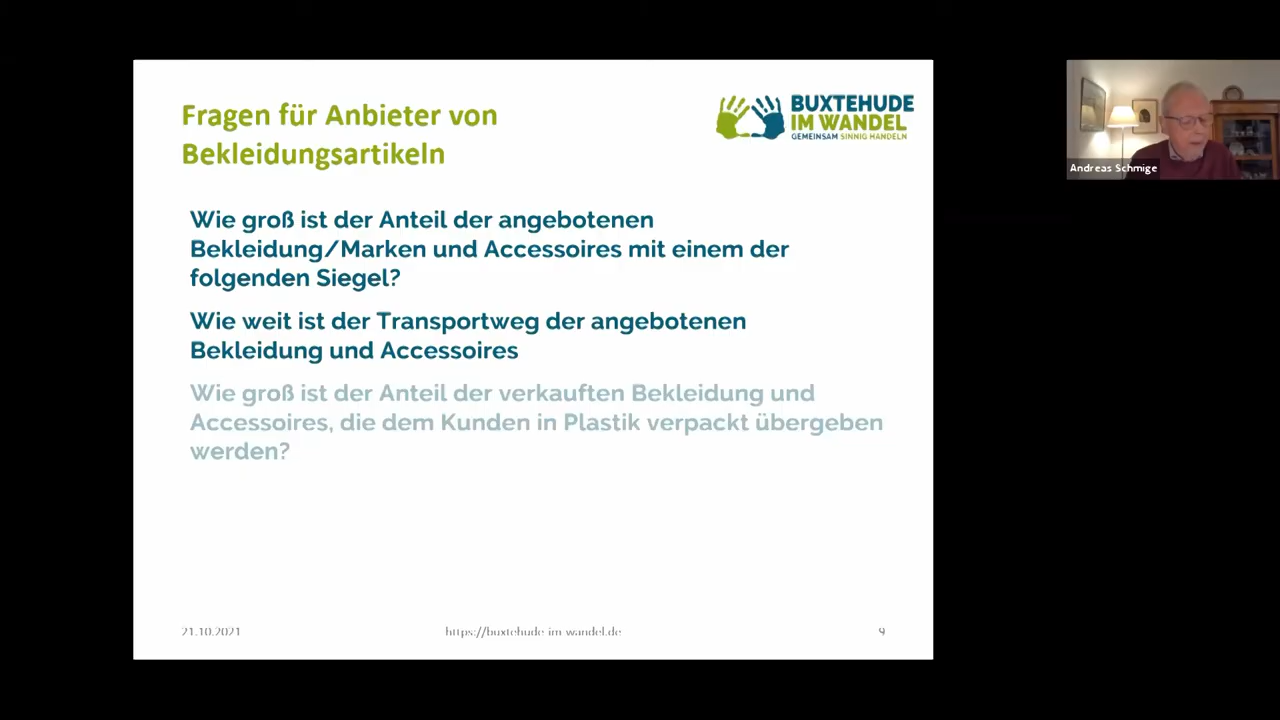 Fragen für Anbieter von
Bekleidungsartikeln
BUXTEHUDE
IM WANDEL
GEMEINSAM SINNIG HANDELN
Andreas Schmige
Wie groß ist der Anteil der angebotenen
Bekleidung/Marken und Accessoires mit einem der
folgenden Siegel?
Wie weit ist der Transportweg der angebotenen
Bekleidung und Accessoires
Wie groß ist der Anteil der verkauften Bekleidung und
Accessoires, die dem Kunden in Plastik verpackt übergeben
werden?
21.10.2021
https://buxtehude-im-wandel.de
9